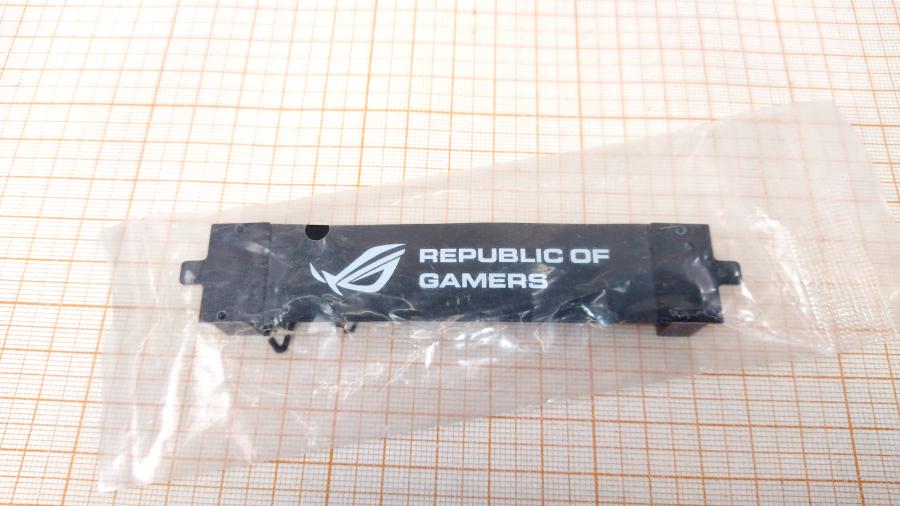 REPUBLIC OF
GAMERS